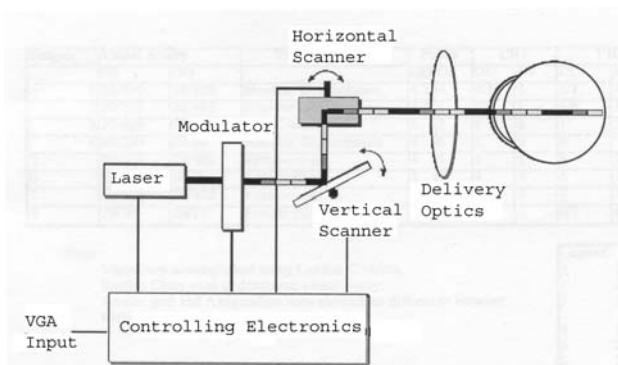 Horizontal
Scanner
Modulator
Laser
Delivery
Optics
Vertical
Scanner
VGA
Input
Controlling Electronics